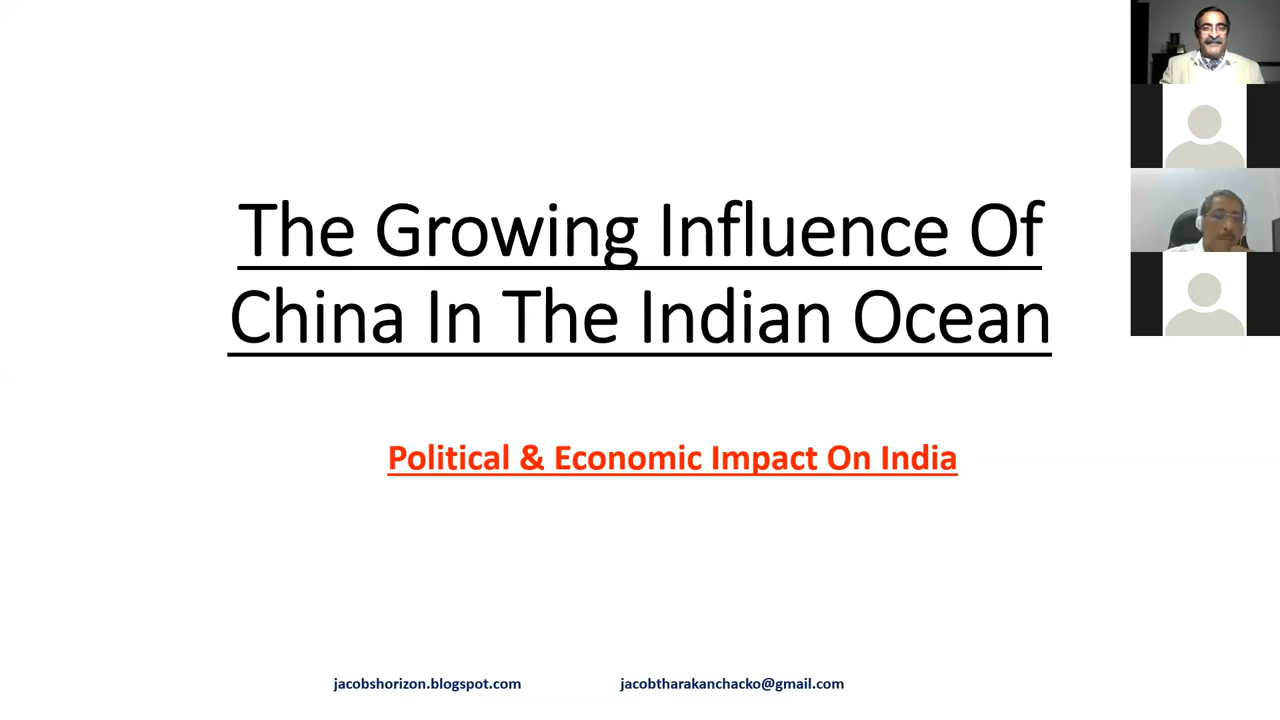 The Growing Influence Of
China In The Indian Ocean
Political & Economic Impact On India
jacobshorizon.blogspot.com jacobtharakanchacko@gmail.com